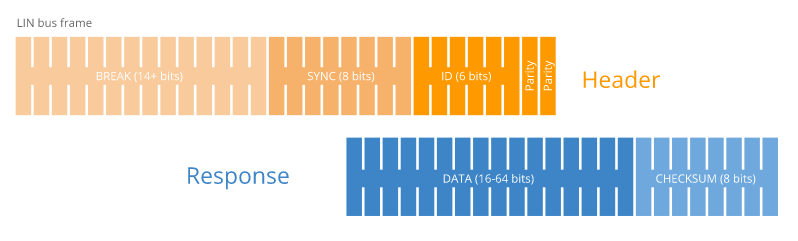 LIN bus frame
BREAK (14+ bits)
SYNC (8 bits)
ID (6 bits)
Parity
Parity
Header
Response
DATA (16-64 bits)
CHECKSUM (8 bits)